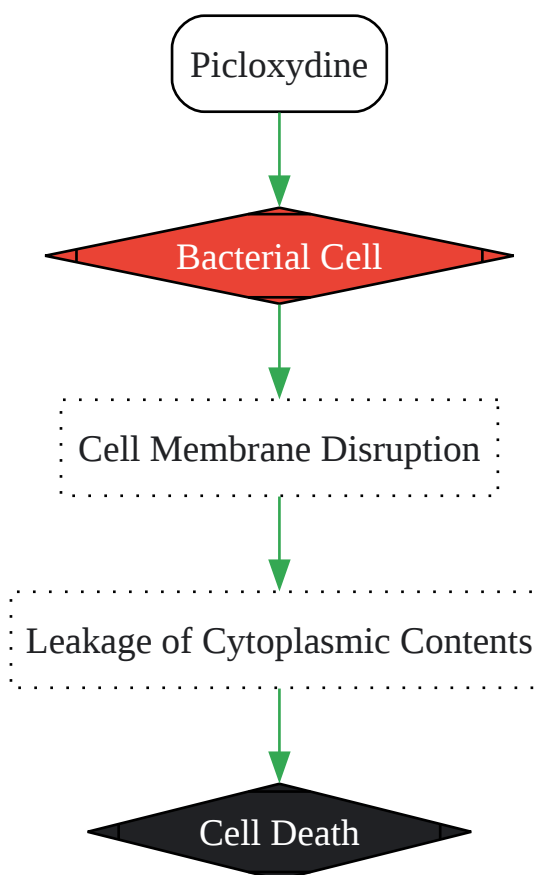 Picloxydine
Bacterial Cell
Cell Membrane Disruption
Leakage of Cytoplasmic Contents
Cell Death